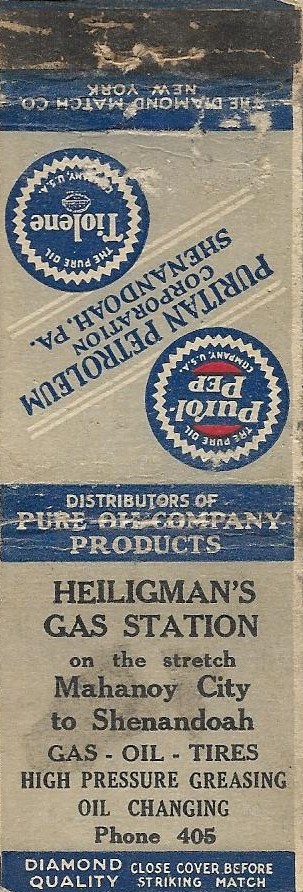 THE DIAMOND MATCH CO
NEW YORK
THE PURE OIL
Tiolene
COMPANY, U.S.A.
PURITAN PETROLEUM
CORPORATION
SHENANDOAH, PA.
THE PURE OIL
Purol
PEP
COMPANY, U.S.A.
DISTRIBUTORS OF
PURE OIL COMPANY
PRODUCTS
HEILIGMAN'S
GAS STATION
on the stretch
Mahanoy City
to Shenandoah
GAS - OIL - TIRES
HIGH PRESSURE GREASING
OIL CHANGING
Phone 405
DIAMOND QUALITY
CLOSE COVER BEFORE
STRIKING MATCH